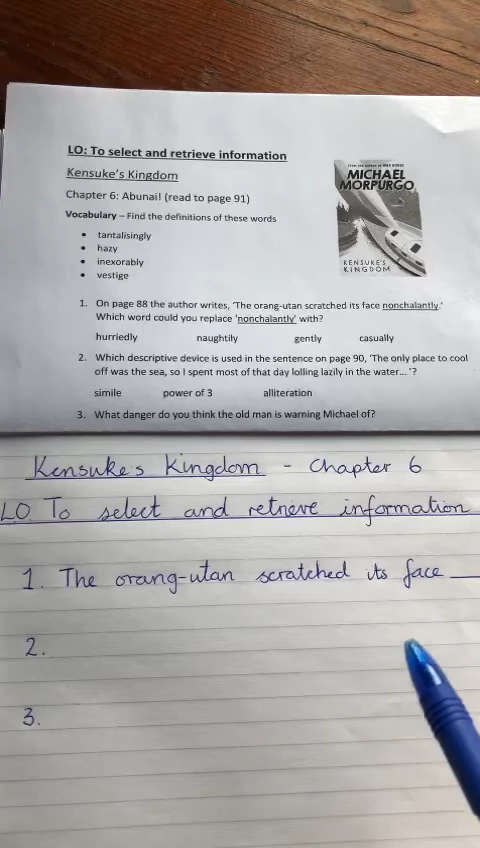 LO: To select and retrieve information
Kensuke's Kingdom
Chapter 6: Abunai! (read to page 91)
Vocabulary – Find the definitions of these words
• tantalisingly
• hazy
• inexorably
• vestige
MICHAEL
MORPURGO
KENSUKE'S
KINGDOM
1. On page 88 the author writes, 'The orang-utan scratched its face nonchalantly.'
Which word could you replace 'nonchalantly' with?
hurriedly naughtily gently casually
2. Which descriptive device is used in the sentence on page 90, 'The only place to cool
off was the sea, so I spent most of that day lolling lazily in the water... '?
simile power of 3 alliteration
3. What danger do you think the old man is warning Michael of?
Kensuke's Kingdom - Chapter 6
LO. To select and retrieve information
1. The orang-utan scratched its face
2.
3.